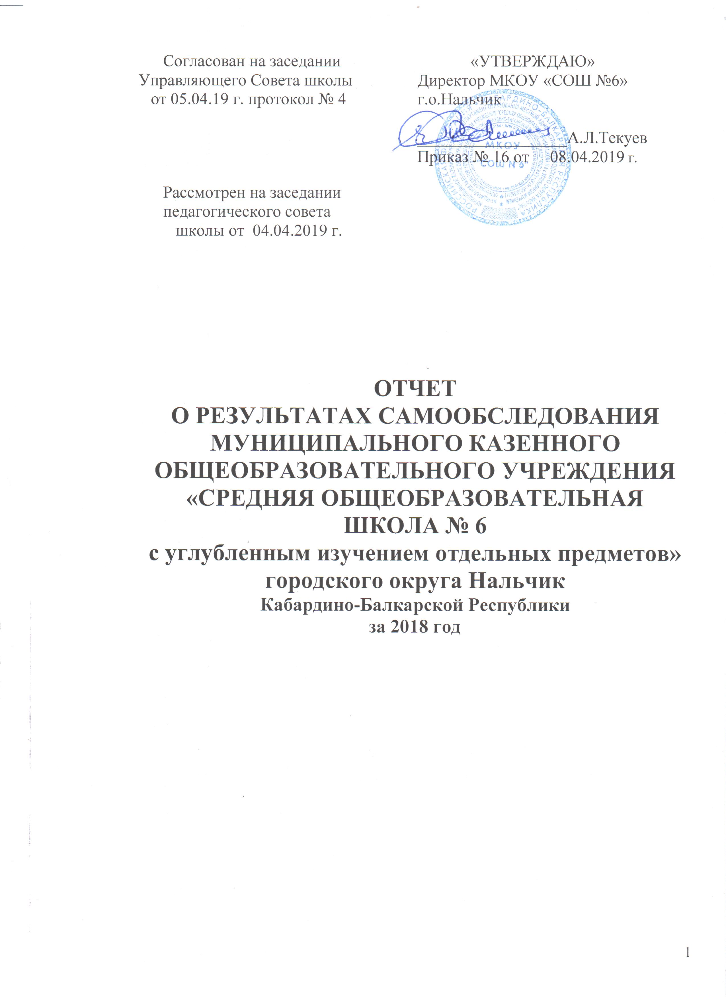 Согласован на заседании
Управляющего Совета школы
от 05.04.19 г. протокол № 4
«УТВЕРЖДАЮ»
Директор МКОУ «СОШ №6»
г.о.Нальчик
А.Л.Текуев
Приказ № 16 от 08.04.2019 г.
МКОУ
"СОШ N 6"
Рассмотрен на заседании
педагогического совета
школы от 04.04.2019 г.
ОТЧЕТ
О РЕЗУЛЬТАТАХ САМООБСЛЕДОВАНИЯ
МУНИЦИПАЛЬНОГО КАЗЕННОГО
ОБЩЕОБРАЗОВАТЕЛЬНОГО УЧРЕЖДЕНИЯ
«СРЕДНЯЯ ОБЩЕОБРАЗОВАТЕЛЬНАЯ
ШКОЛА № 6
с углубленным изучением отдельных предметов»
городского округа Нальчик
Кабардино-Балкарской Республики
за 2018 год
1